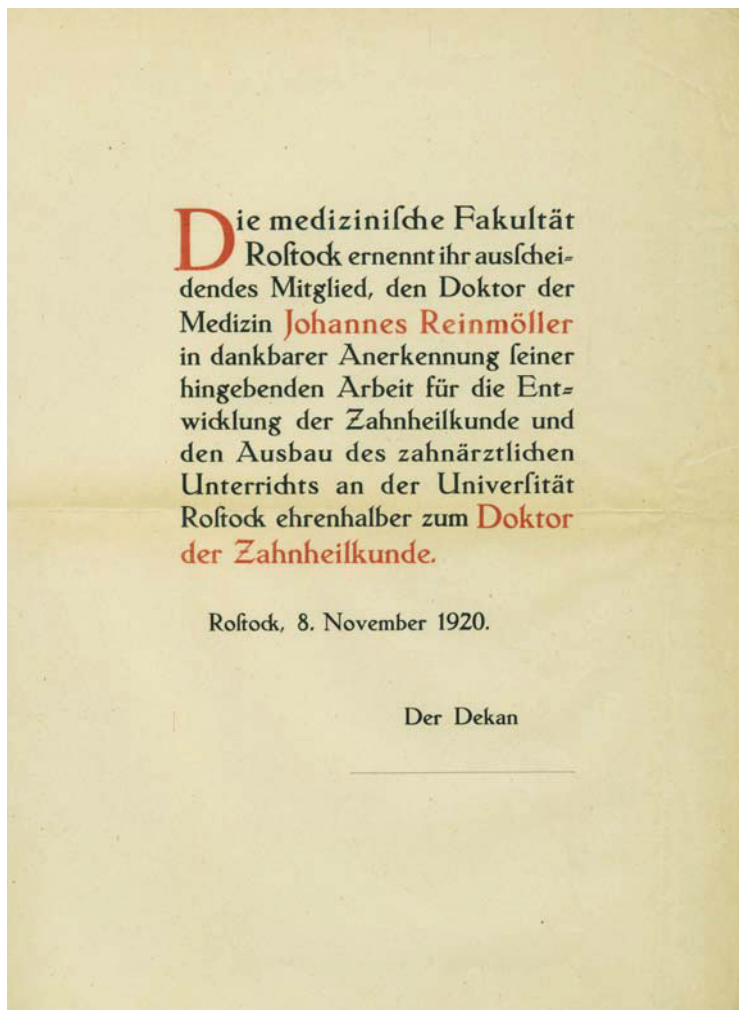 Die mediziniſche Fakultät
Roſtock ernennt ihr ausſchei-
dendes Mitglied, den Doktor der
Medizin Johannes Reinmöller
in dankbarer Anerkennung ſeiner
hingebenden Arbeit für die Ent-
wicklung der Zahnheilkunde und
den Ausbau des zahnärztlichen
Unterrichts an der Univerſität
Roſtock ehrenhalber zum Doktor
der Zahnheilkunde.
Roſtock, 8. November 1920.
Der Dekan